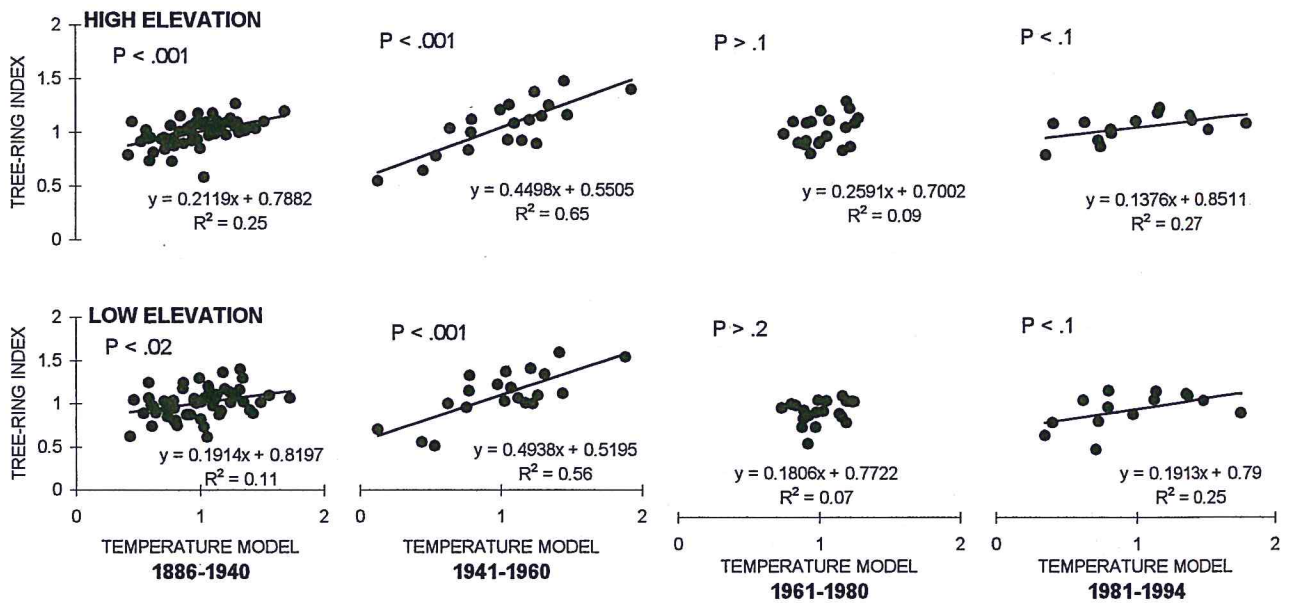 HIGH ELEVATION
TREE-RING INDEX
2
1.5
1
0.5
0
P < .001
y = 0.2119x + 0.7882
R² = 0.25
P < .001
y = 0.4498x + 0.5505
R² = 0.65
P > .1
y = 0.2591x + 0.7002
R² = 0.09
P < .1
y = 0.1376x + 0.8511
R² = 0.27
LOW ELEVATION
TREE-RING INDEX
2
1.5
1
0.5
0
P < .02
y = 0.1914x + 0.8197
R² = 0.11
0 1 2
TEMPERATURE MODEL
1886-1940
P < .001
y = 0.4938x + 0.5195
R² = 0.56
0 1 2
TEMPERATURE MODEL
1941-1960
P > .2
y = 0.1806x + 0.7722
R² = 0.07
0 1 2
TEMPERATURE MODEL
1961-1980
P < .1
y = 0.1913x + 0.79
R² = 0.25
0 1 2
TEMPERATURE MODEL
1981-1994